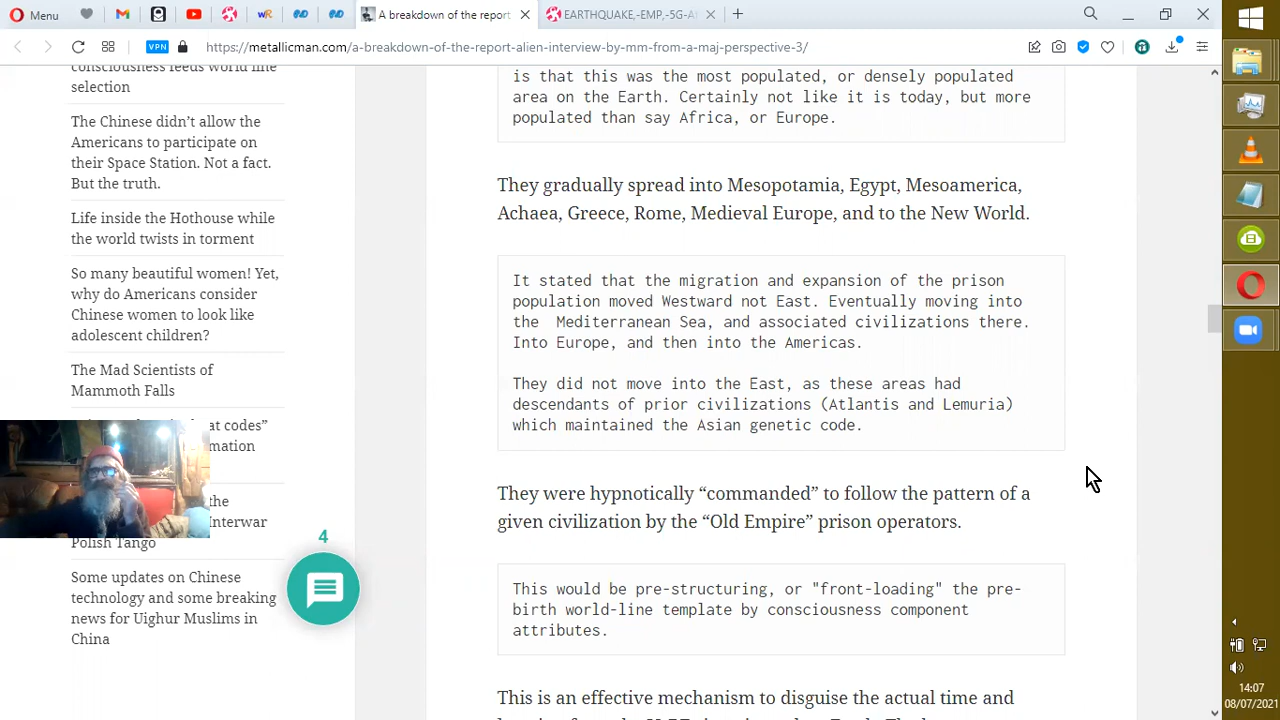 Menu
A breakdown of the report
EARTHQUAKE,-EMP,-5G-A
VPN
https://metallicman.com/a-breakdown-of-the-report-alien-interview-by-mm-from-a-maj-perspective-3/
consciousness feeds world line
selection
The Chinese didn’t allow the
Americans to participate on
their Space Station. Not a fact.
But the truth.
Life inside the Hothouse while
the world twists in torment
So many beautiful women! Yet,
why do Americans consider
Chinese women to look like
adolescent children?
The Mad Scientists of
Mammoth Falls
at codes”
mation
the
Interwar
Polish Tango
Some updates on Chinese
technology and some breaking
news for Uighur Muslims in
China
4
is that this was the most populated, or densely populated
area on the Earth. Certainly not like it is today, but more
populated than say Africa, or Europe.
They gradually spread into Mesopotamia, Egypt, Mesoamerica,
Achaea, Greece, Rome, Medieval Europe, and to the New World.
It stated that the migration and expansion of the prison
population moved Westward not East. Eventually moving into
the Mediterranean Sea, and associated civilizations there.
Into Europe, and then into the Americas.
They did not move into the East, as these areas had
descendants of prior civilizations (Atlantis and Lemuria)
which maintained the Asian genetic code.
They were hypnotically “commanded” to follow the pattern of a
given civilization by the “Old Empire” prison operators.
This would be pre-structuring, or "front-loading" the pre-
birth world-line template by consciousness component
attributes.
This is an effective mechanism to disguise the actual time and
14:07
08/07/2021